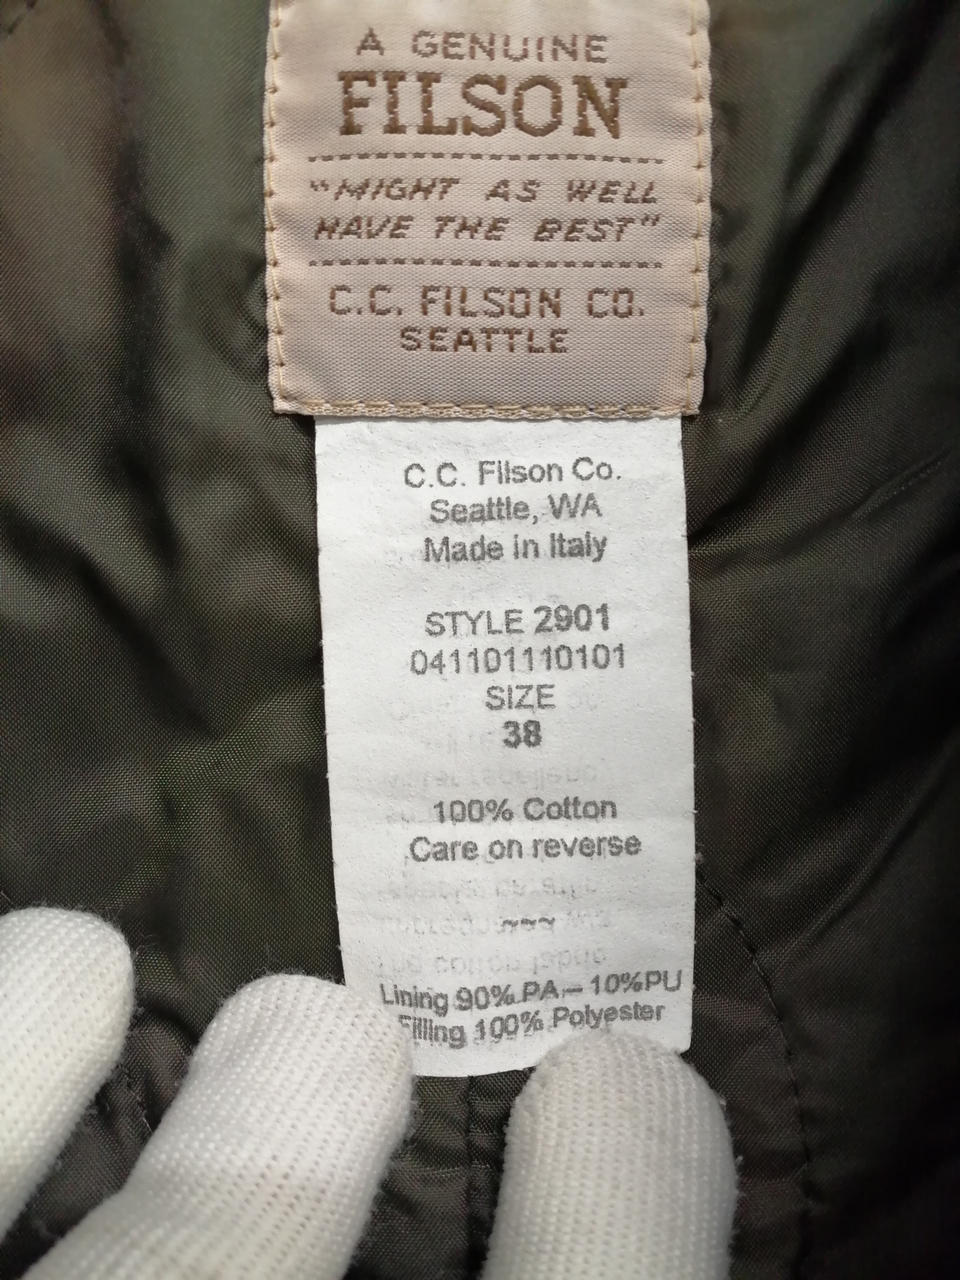 A GENUINE
FILSON
"MIGHT AS WELL
HAVE THE BEST"
C.C. FILSON CO.
SEATTLE
C.C. Filson Co.
Seattle, WA
Made in Italy
STYLE 2901
041101110101
SIZE
38
100% Cotton
Care on reverse
~~~
Lining 90% PA – 10%PU
Filling 100% Polyester